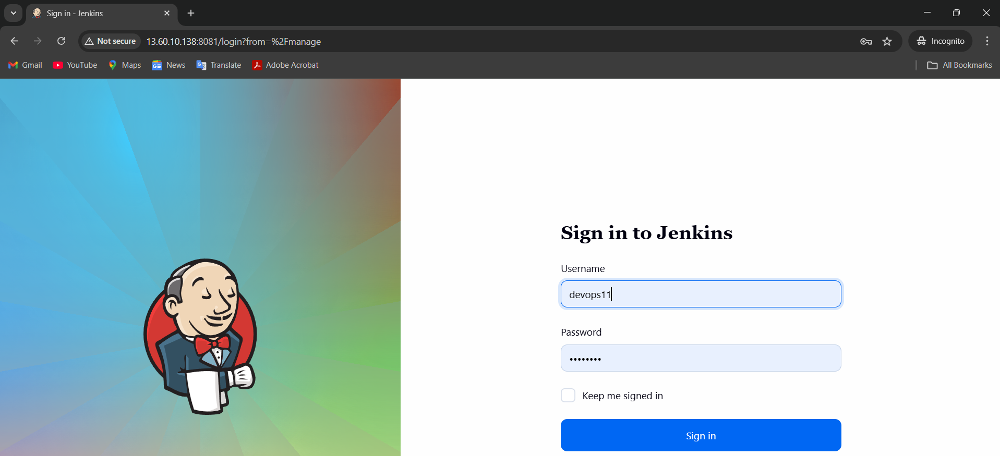 Sign in - Jenkins
Not secure
13.60.10.138:8081/login?from=%2Fmanage
Incognito
Gmail
YouTube
Maps
News
Translate
Adobe Acrobat
All Bookmarks
Sign in to Jenkins
Username
devops11
Password
••••••••
Keep me signed in
Sign in